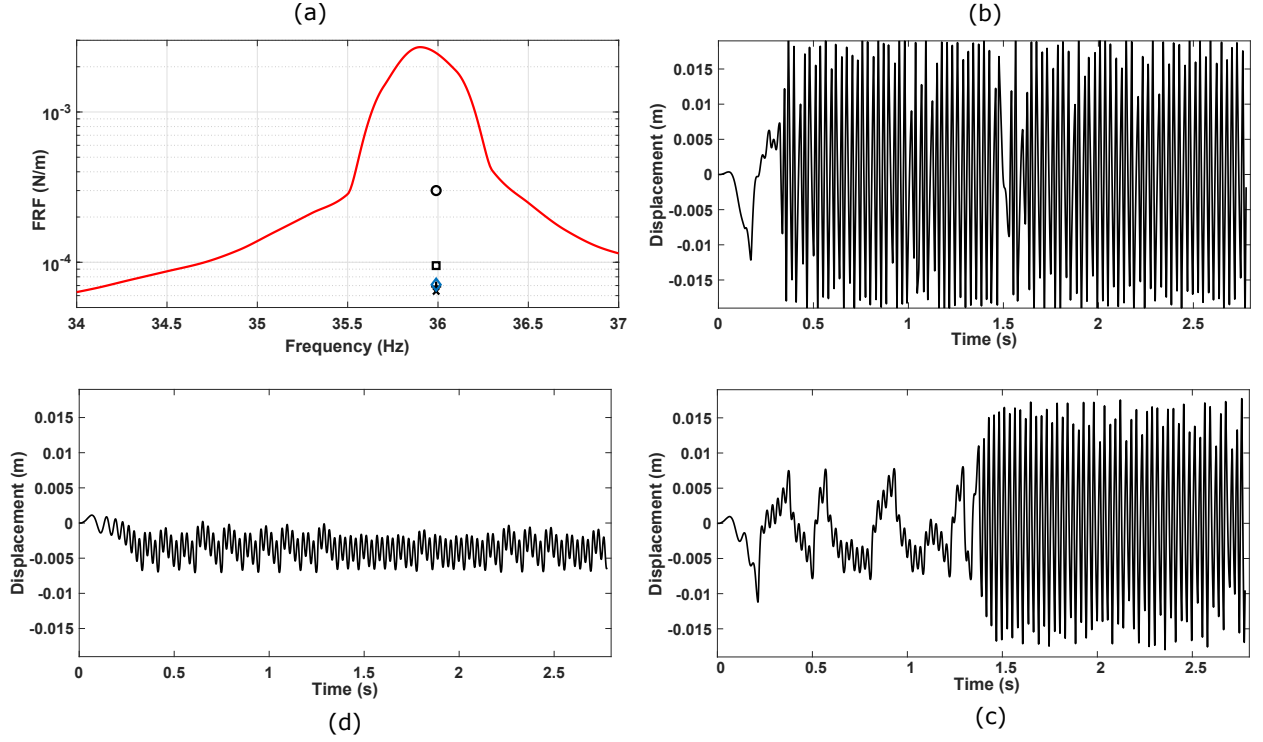 (a)
(b)
10^-3
10^-4
FRF (N/m)
34 34.5 35 35.5 36 36.5 37
Frequency (Hz)
0.015
0.01
0.005
0
-0.005
-0.01
-0.015
Displacement (m)
0 0.5 1 1.5 2 2.5
Time (s)
0.015
0.01
0.005
0
-0.005
-0.01
-0.015
Displacement (m)
0 0.5 1 1.5 2 2.5
Time (s)
(d)
0.015
0.01
0.005
0
-0.005
-0.01
-0.015
Displacement (m)
0 0.5 1 1.5 2 2.5
Time (s)
(c)